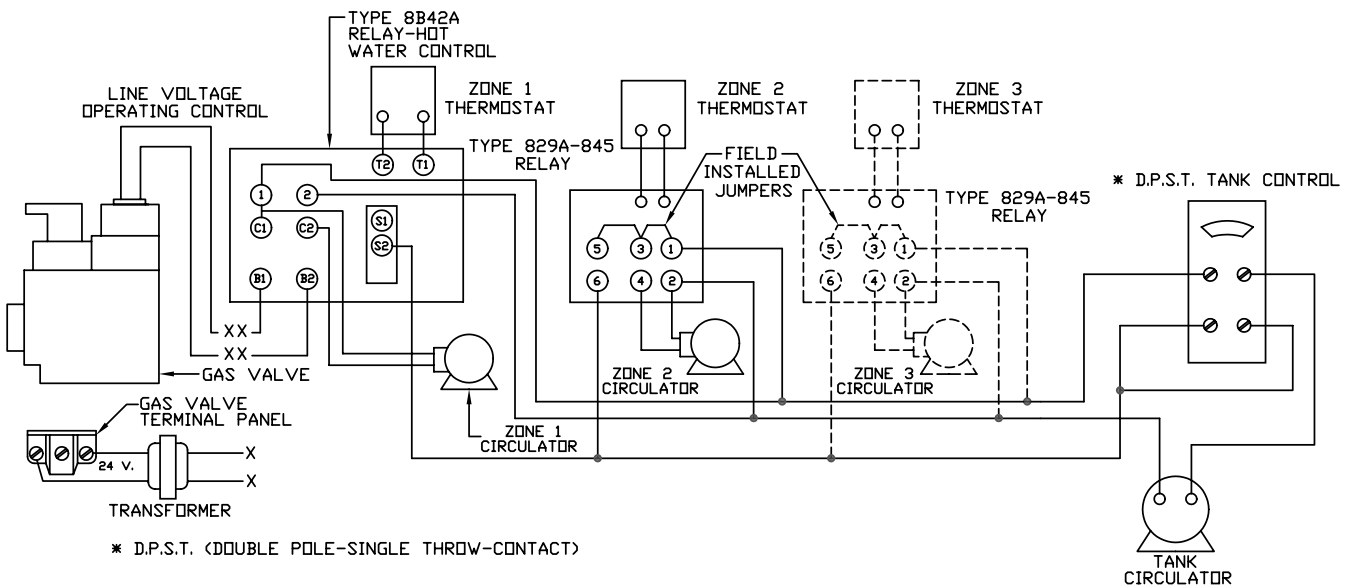 TYPE 8B42A
RELAY-HOT
WATER CONTROL
LINE VOLTAGE
OPERATING CONTROL
ZONE 1
THERMOSTAT
ZONE 2
THERMOSTAT
ZONE 3
THERMOSTAT
TYPE 829A-845
RELAY
FIELD
INSTALLED
JUMPERS
TYPE 829A-845
RELAY
* D.P.S.T. TANK CONTROL
T2 T1
1 2
C1 C2
S1
S2
B1 B2
5 3 1
6 4 2
5 3 1
6 4 2
XX
XX
GAS VALVE
ZONE 2
CIRCULATOR
ZONE 3
CIRCULATOR
GAS VALVE
TERMINAL PANEL
ZONE 1
CIRCULATOR
24 V.
X
X
TRANSFORMER
* D.P.S.T. (DOUBLE POLE-SINGLE THROW-CONTACT)
TANK
CIRCULATOR